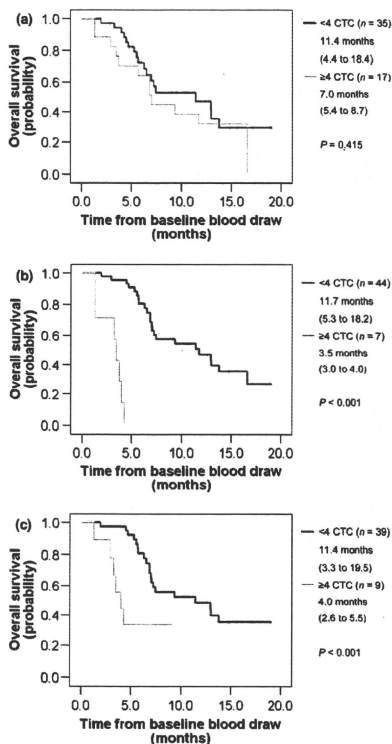 (a)
Overall survival
(probability)
1.0
0.8
0.6
0.4
0.2
0.0
0.0 5.0 10.0 15.0 20.0
Time from baseline blood draw
(months)
<4 CTC (n = 35)
11.4 months
(4.4 to 18.4)
≥4 CTC (n = 17)
7.0 months
(5.4 to 8.7)
P = 0.415
(b)
Overall survival
(probability)
1.0
0.8
0.6
0.4
0.2
0.0
0.0 5.0 10.0 15.0 20.0
Time from baseline blood draw
(months)
<4 CTC (n = 44)
11.7 months
(5.3 to 18.2)
≥4 CTC (n = 7)
3.5 months
(3.0 to 4.0)
P < 0.001
(c)
Overall survival
(probability)
1.0
0.8
0.6
0.4
0.2
0.0
0.0 5.0 10.0 15.0 20.0
Time from baseline blood draw
(months)
<4 CTC (n = 39)
11.4 months
(3.3 to 19.5)
≥4 CTC (n = 9)
4.0 months
(2.6 to 5.5)
P < 0.001